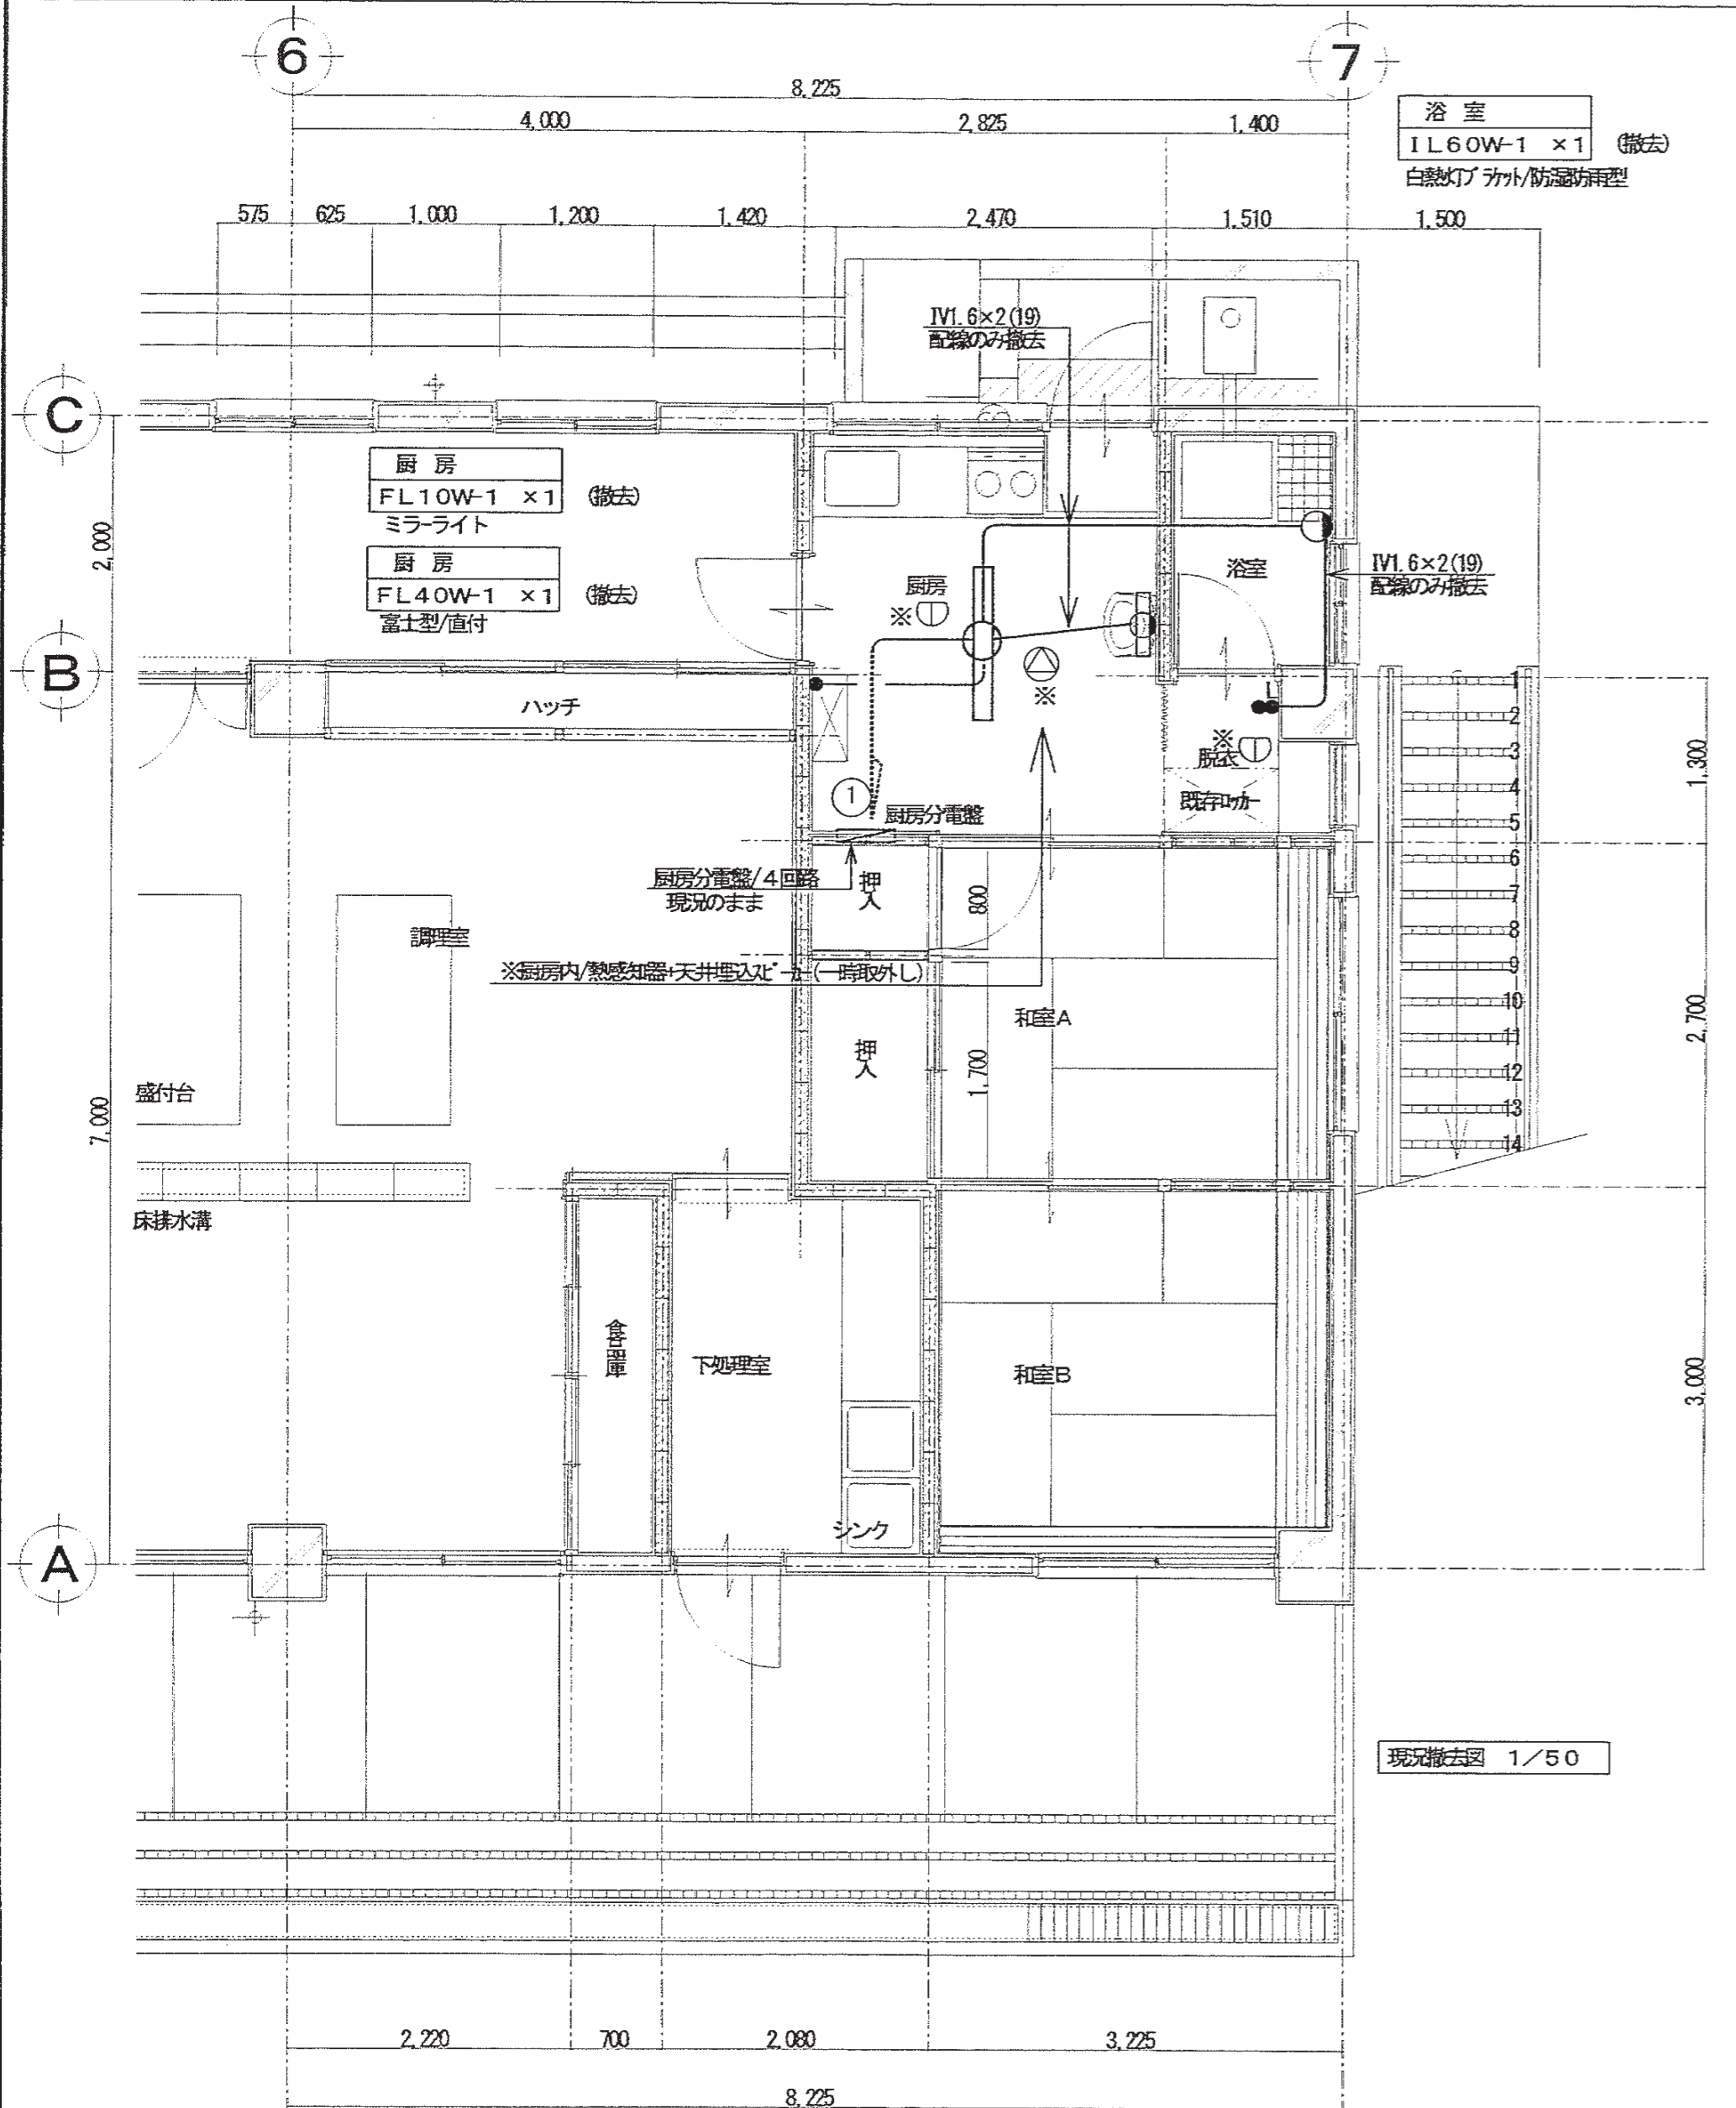 6
7
8,225
4,000
2,825
1,400
浴 室
IL60W-1 ×1 (撤去)
白熱灯ブラケット/防湿防雨型
575
625
1,000
1,200
1,420
2,470
1,510
1,500
IV1.6×2(19)
配線のみ撤去
C
厨 房
FL10W-1 ×1 (撤去)
ミラーライト
厨 房
FL40W-1 ×1 (撤去)
富士型/直付
2,000
厨房
※
浴室
IV1.6×2(19)
配線のみ撤去
B
※
ハッチ
L
※
脱衣
既存ロッカー
1
厨房分電盤
厨房分電盤/4回路
現況のまま
押入
800
調理室
※厨房内/熱感知器+天井埋込スピーカー(一時取外し)
和室A
押入
1,700
盛付台
7,000
床排水溝
1
2
3
4
5
6
7
8
9
10
11
12
13
14
1,300
2,700
3,000
食器庫
下処理室
和室B
シンク
A
現況撤去図 1/50
2,220
700
2,080
3,225
8,225